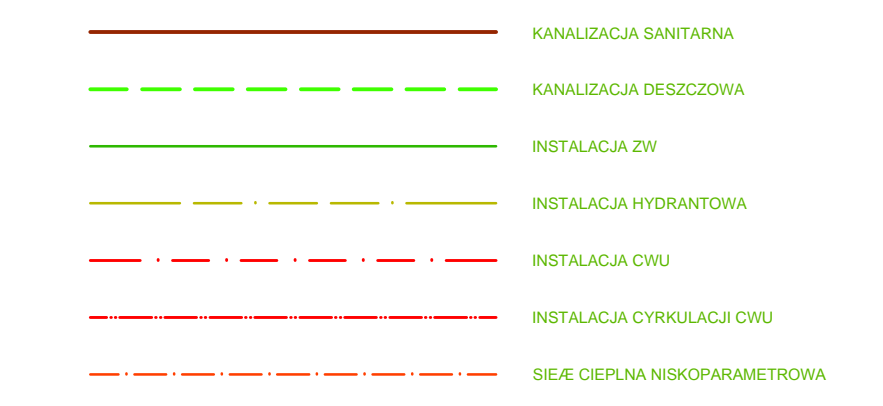 KANALIZACJA SANITARNA
KANALIZACJA DESZCZOWA
INSTALACJA ZW
INSTALACJA HYDRANTOWA
INSTALACJA CWU
INSTALACJA CYRKULACJI CWU
SIEÆ CIEPLNA NISKOPARAMETROWA